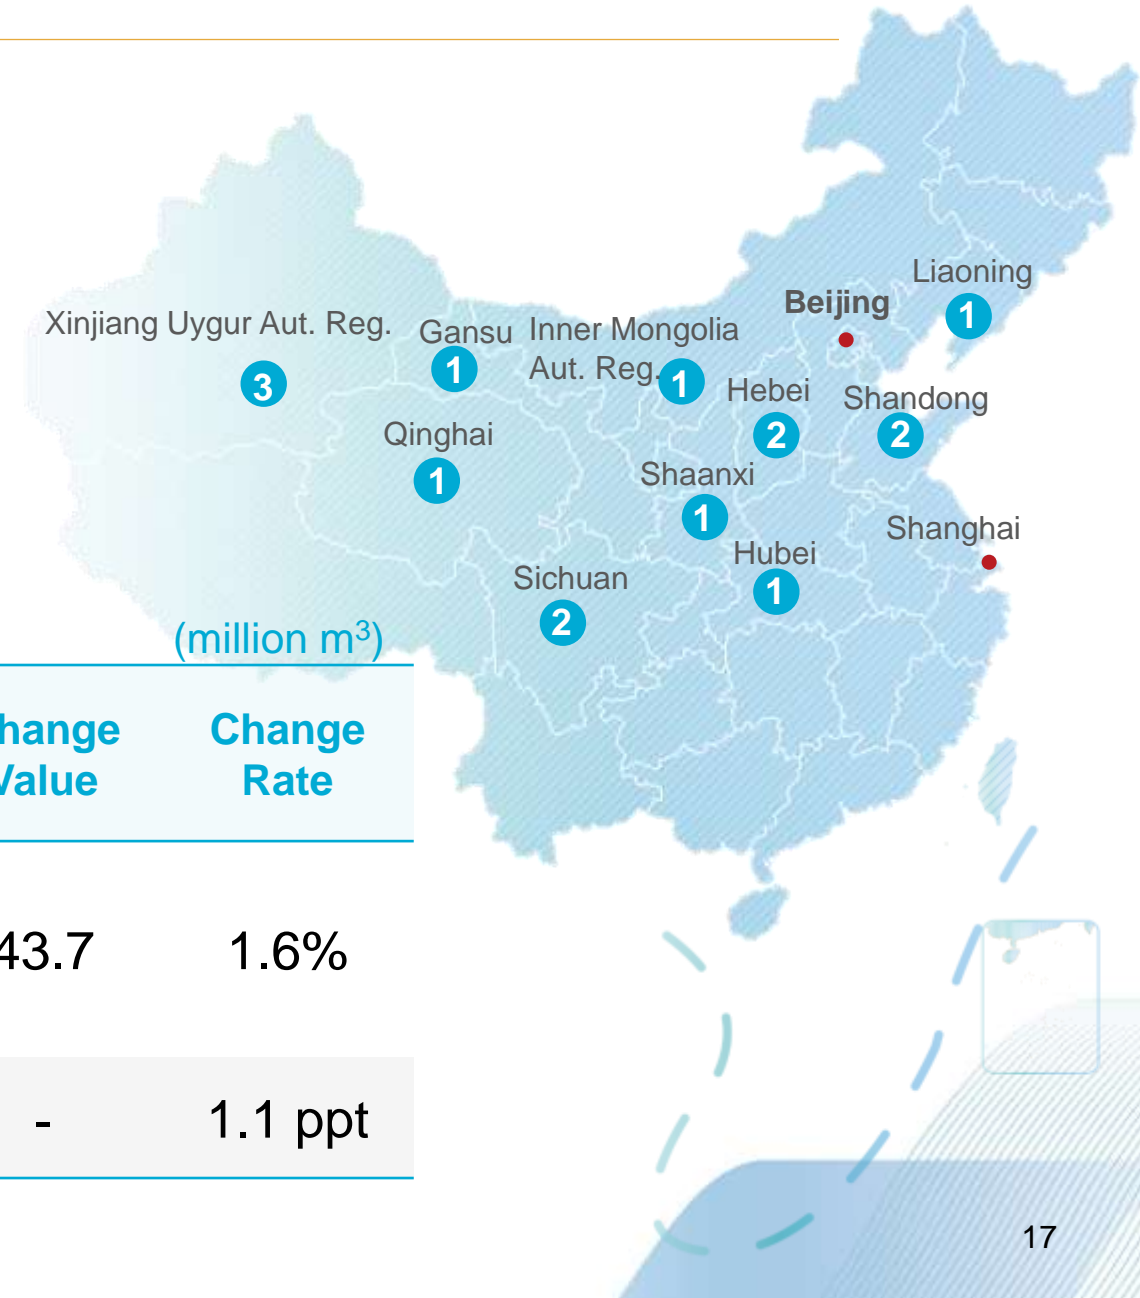 Liaoning
1
Beijing
Xinjiang Uygur Aut. Reg.
3
Gansu
1
Inner Mongolia
Aut. Reg.
1
Hebei
2
Shandong
2
Qinghai
1
Shaanxi
1
Shanghai
Hubei
1
Sichuan
2
(million m³)
hange Change
Value Rate
43.7 1.6%
- 1.1 ppt
17